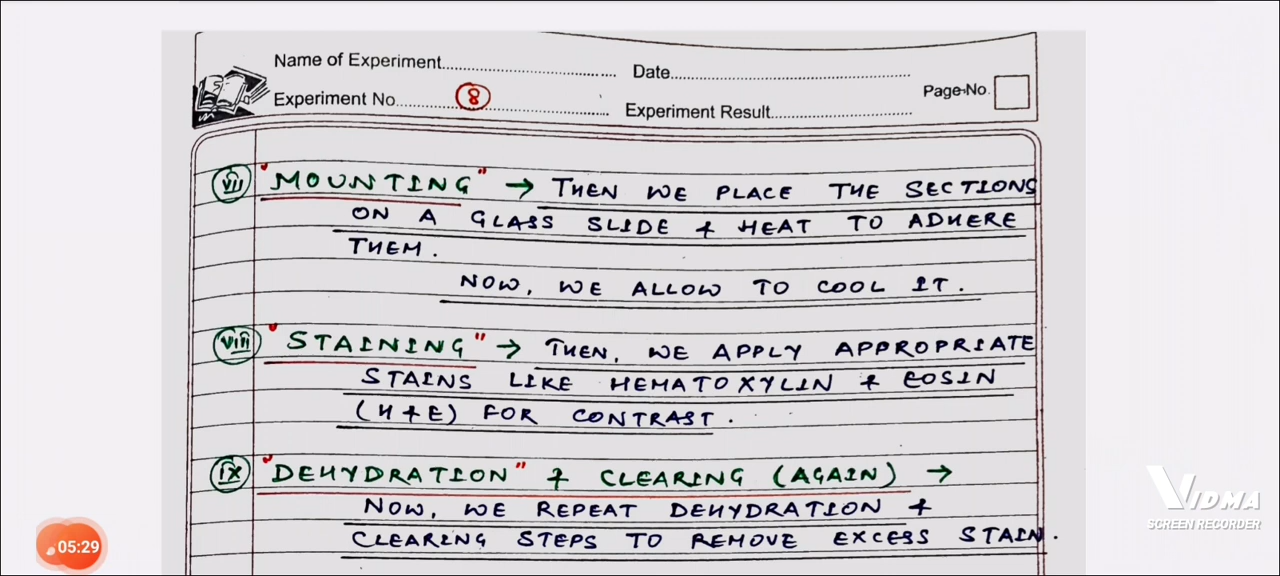 Name of Experiment
Date
Experiment No. 8
Experiment Result
Page No.
vii "MOUNTING" → THEN WE PLACE THE SECTIONS
ON A GLASS SLIDE & HEAT TO ADHERE
THEM.
NOW, WE ALLOW TO COOL IT.
viii "STAINING" → THEN, WE APPLY APPROPRIATE
STAINS LIKE HEMATOXYLIN & EOSIN
(H & E) FOR CONTRAST.
ix "DEHYDRATION" & CLEARING (AGAIN) →
NOW, WE REPEAT DEHYDRATION &
CLEARING STEPS TO REMOVE EXCESS STAIN.
VIDMA
SCREEN RECORDER
05:29